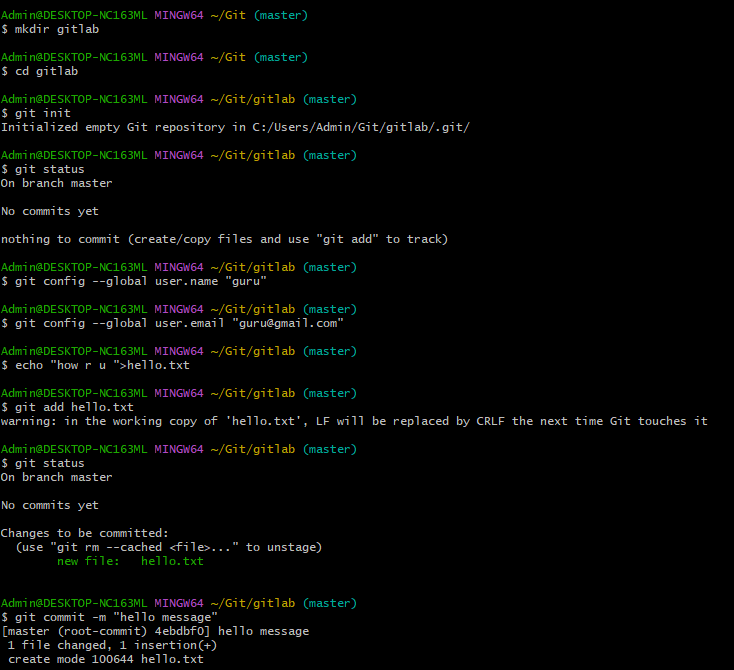 Admin@DESKTOP-NC163ML MINGW64 ~/Git (master)
$ mkdir gitlab
Admin@DESKTOP-NC163ML MINGW64 ~/Git (master)
$ cd gitlab
Admin@DESKTOP-NC163ML MINGW64 ~/Git/gitlab (master)
$ git init
Initialized empty Git repository in C:/Users/Admin/Git/gitlab/.git/
Admin@DESKTOP-NC163ML MINGW64 ~/Git/gitlab (master)
$ git status
On branch master
No commits yet
nothing to commit (create/copy files and use "git add" to track)
Admin@DESKTOP-NC163ML MINGW64 ~/Git/gitlab (master)
$ git config --global user.name "guru"
Admin@DESKTOP-NC163ML MINGW64 ~/Git/gitlab (master)
$ git config --global user.email "guru@gmail.com"
Admin@DESKTOP-NC163ML MINGW64 ~/Git/gitlab (master)
$ echo "how r u ">hello.txt
Admin@DESKTOP-NC163ML MINGW64 ~/Git/gitlab (master)
$ git add hello.txt
warning: in the working copy of 'hello.txt', LF will be replaced by CRLF the next time Git touches it
Admin@DESKTOP-NC163ML MINGW64 ~/Git/gitlab (master)
$ git status
On branch master
No commits yet
Changes to be committed:
  (use "git rm --cached <file>..." to unstage)
        new file:   hello.txt
Admin@DESKTOP-NC163ML MINGW64 ~/Git/gitlab (master)
$ git commit -m "hello message"
[master (root-commit) 4ebdbf0] hello message
 1 file changed, 1 insertion(+)
 create mode 100644 hello.txt